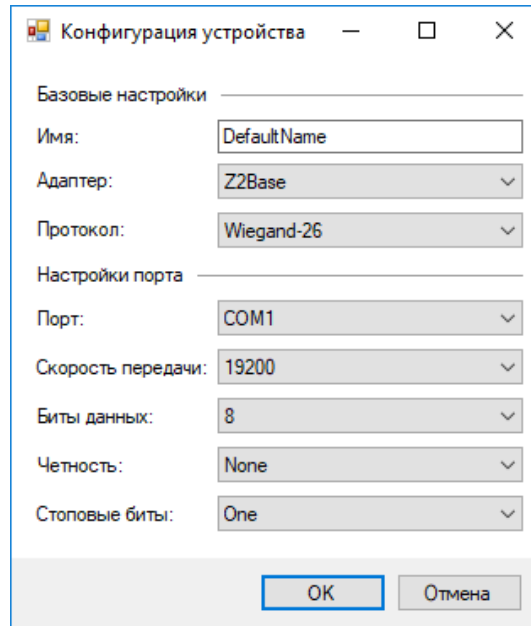 Конфигурация устройства
Базовые настройки
Имя: DefaultName
Адаптер: Z2Base
Протокол: Wiegand-26
Настройки порта
Порт: COM1
Скорость передачи: 19200
Биты данных: 8
Четность: None
Стоповые биты: One
OK Отмена